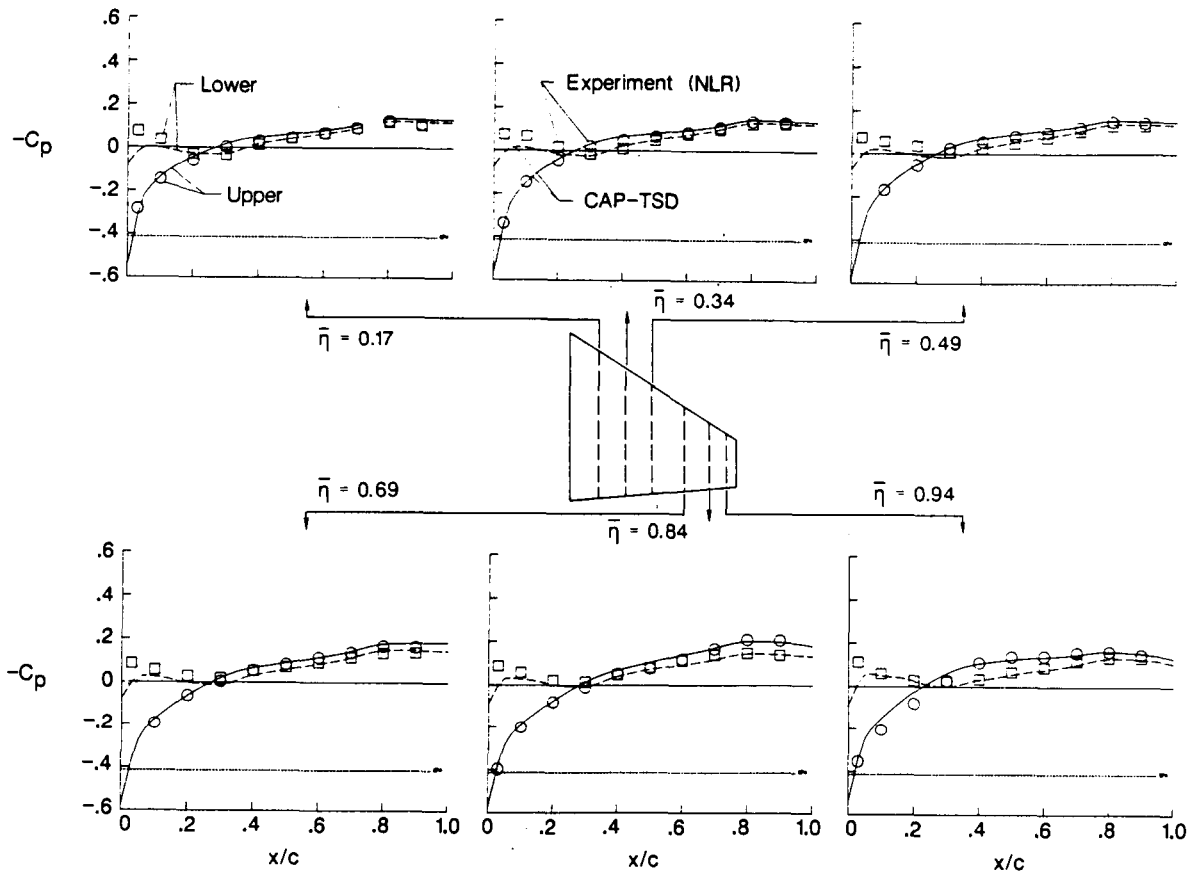 .6
.4
.2
0
-.2
-.4
-.6
-Cp
Lower
Upper
Experiment (NLR)
CAP-TSD
η̄ = 0.17
η̄ = 0.34
η̄ = 0.49
η̄ = 0.69
η̄ = 0.84
η̄ = 0.94
.6
.4
.2
0
-.2
-.4
-.6
-Cp
0 .2 .4 .6 .8 1.0
x/c
0 .2 .4 .6 .8 1.0
x/c
0 .2 .4 .6 .8 1.0
x/c